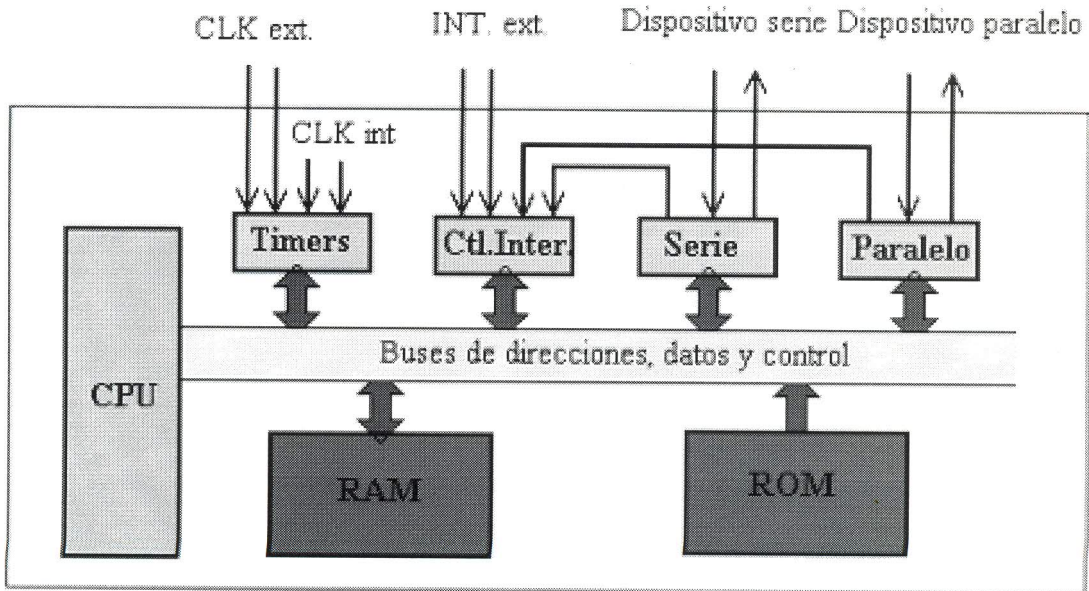 CLK ext.
INT. ext.
Dispositivo serie
Dispositivo paralelo
CLK int
Timers
Ctl.Inter.
Serie
Paralelo
Buses de direcciones, datos y control
CPU
RAM
ROM